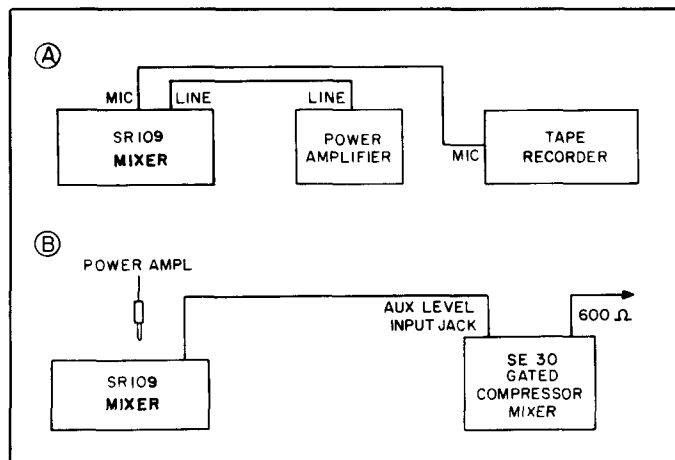 A
MIC LINE LINE
SR109
MIXER
POWER
AMPLIFIER
MIC
TAPE
RECORDER
B
POWER AMPL
AUX LEVEL
INPUT JACK
600 Ω
SR109
MIXER
SE 30
GATED
COMPRESSOR
MIXER